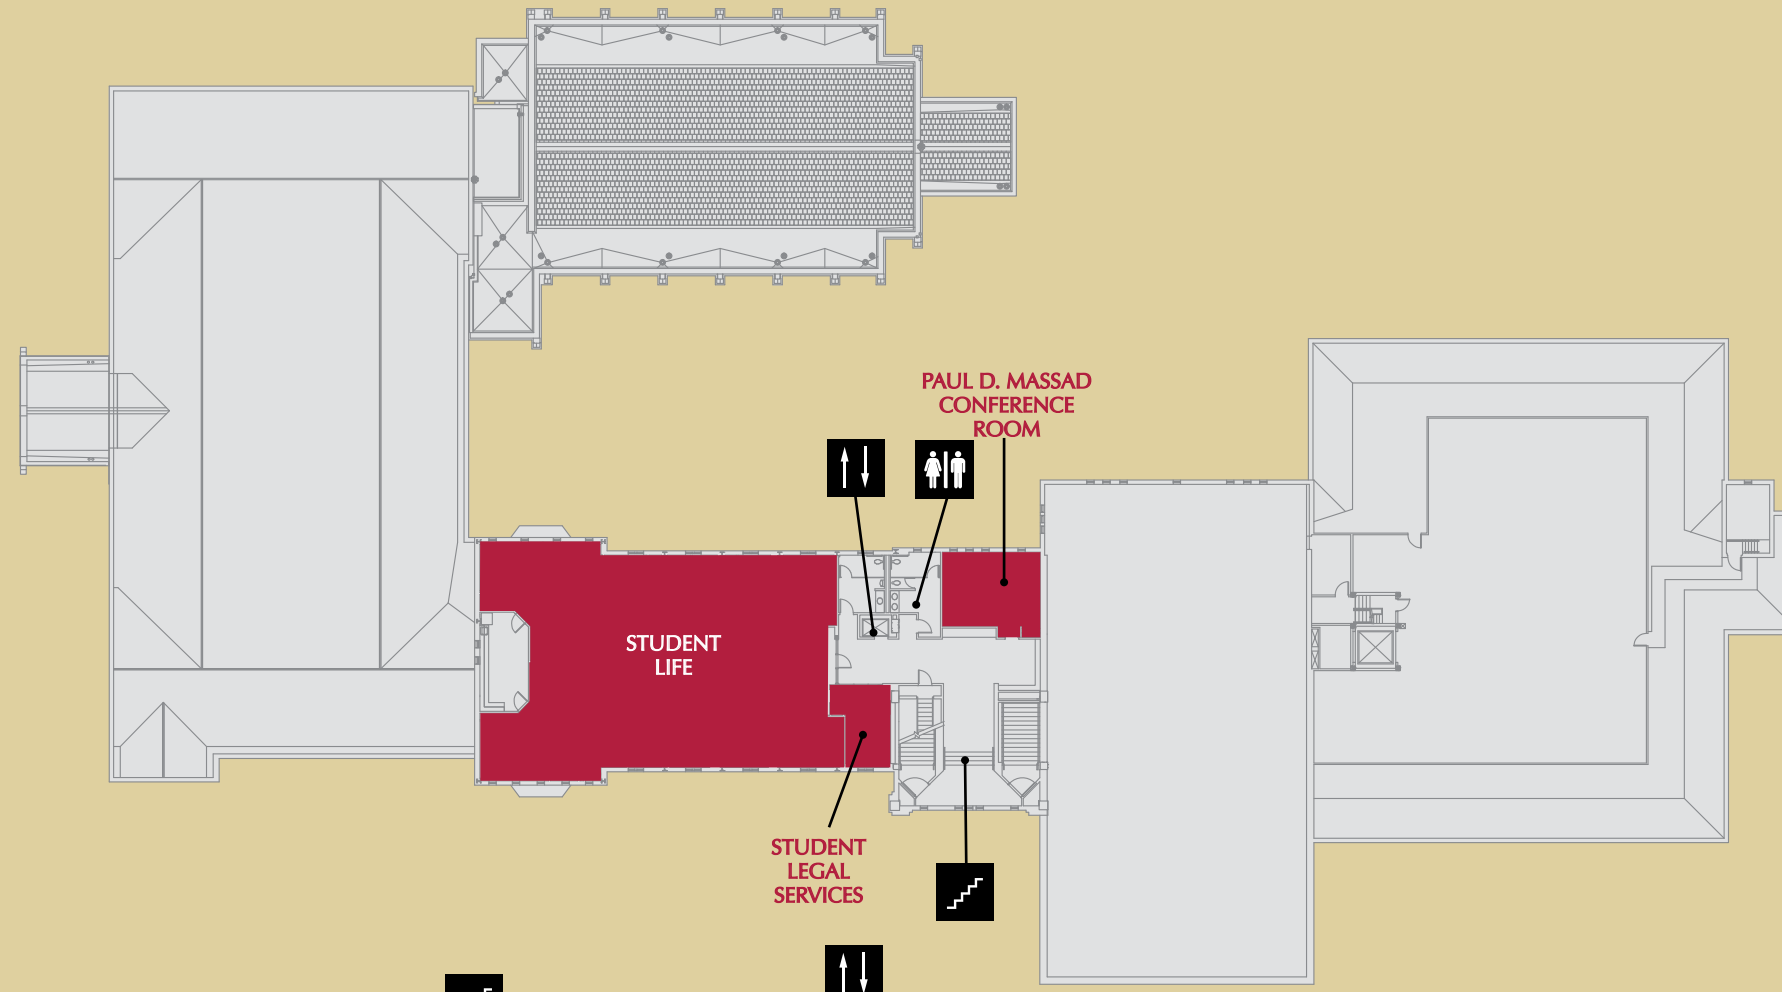 PAUL D. MASSAD
CONFERENCE
ROOM
STUDENT
LIFE
STUDENT
LEGAL
SERVICES